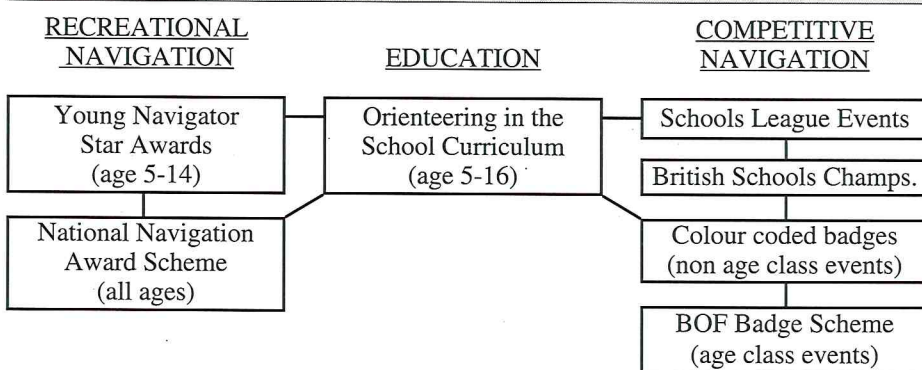 RECREATIONAL
NAVIGATION
EDUCATION
COMPETITIVE
NAVIGATION
Young Navigator
Star Awards
(age 5-14)
National Navigation
Award Scheme
(all ages)
Orienteering in the
School Curriculum
(age 5-16)
Schools League Events
British Schools Champs.
Colour coded badges
(non age class events)
BOF Badge Scheme
(age class events)